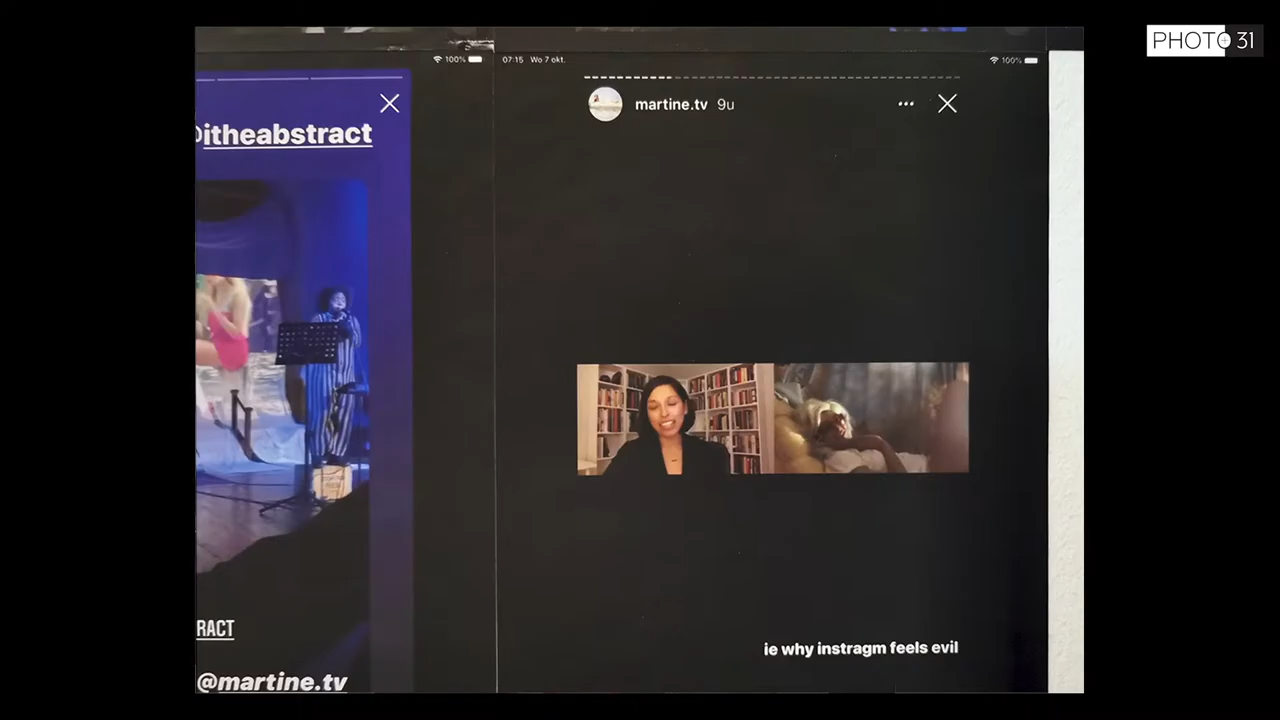 PHOTO 31
100%
@itheabstract
RACT
@martine.tv
07:15 Wo 7 okt.
100%
martine.tv 9u
ie why instragm feels evil